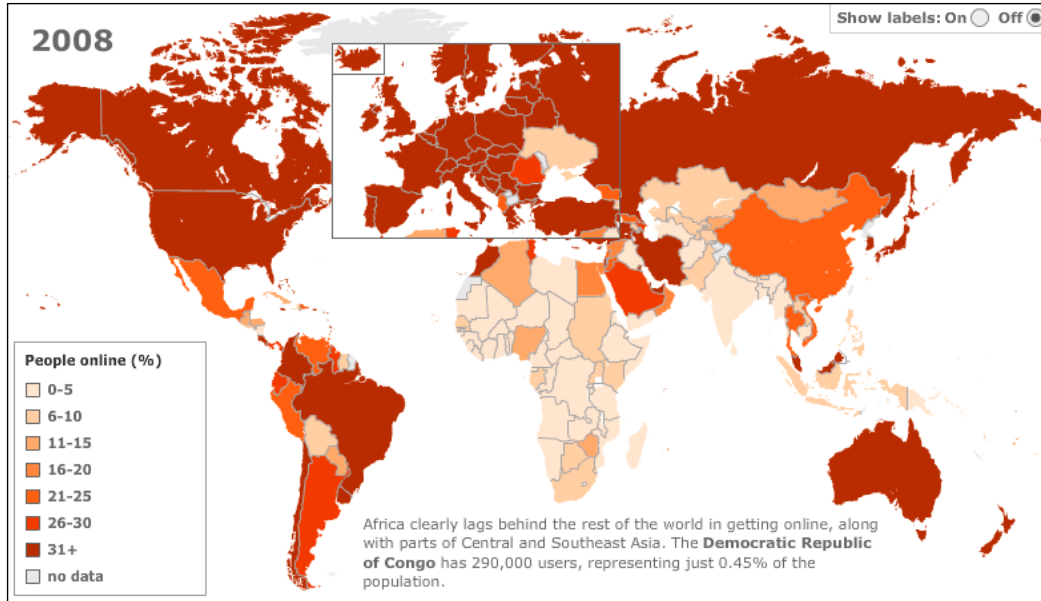 2008
Show labels: On Off
People online (%)
0-5
6-10
11-15
16-20
21-25
26-30
31+
no data
Africa clearly lags behind the rest of the world in getting online, along
with parts of Central and Southeast Asia. The Democratic Republic
of Congo has 290,000 users, representing just 0.45% of the
population.